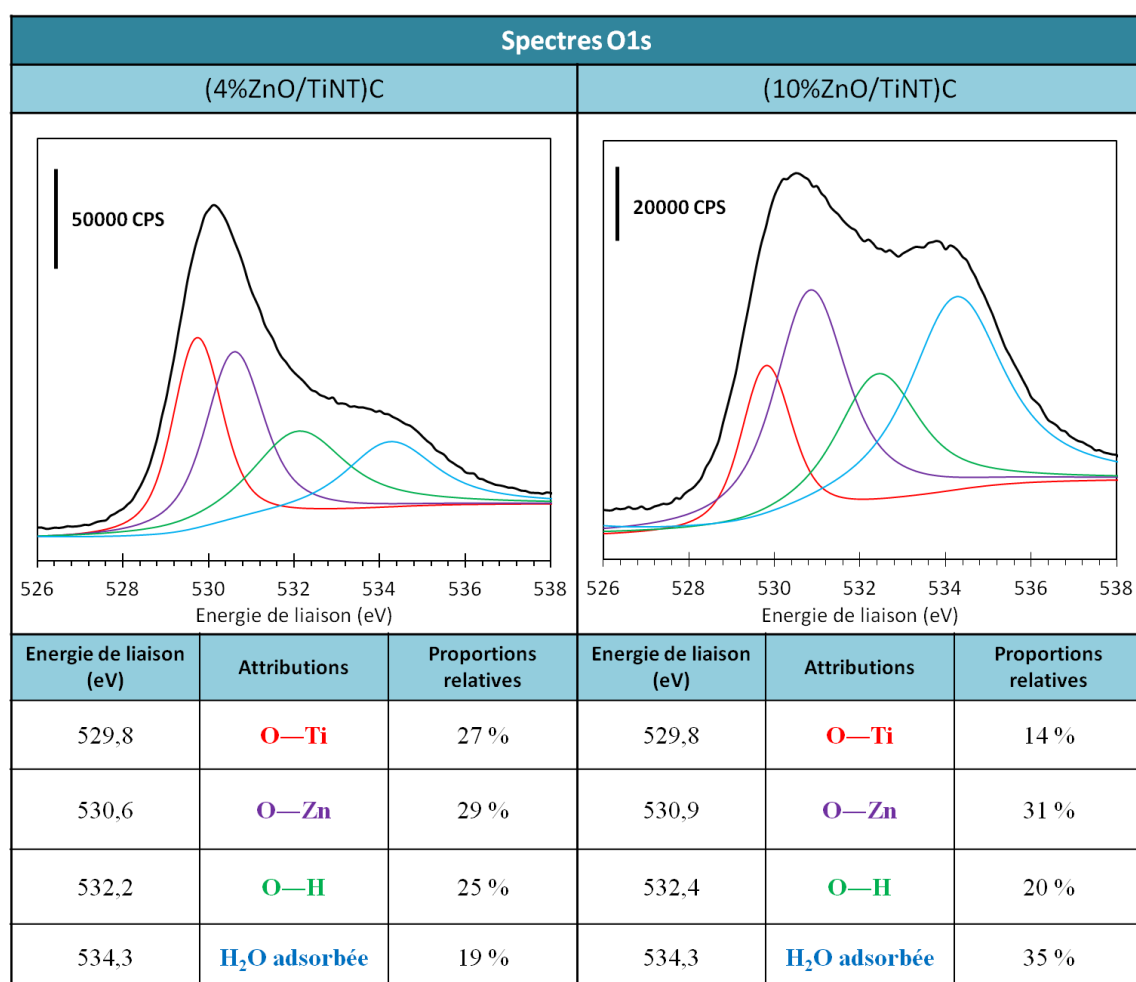 Spectres O1s
(4%ZnO/TiNT)C
(10%ZnO/TiNT)C
50000 CPS
526 528 530 532 534 536 538
Energie de liaison (eV)
20000 CPS
526 528 530 532 534 536 538
Energie de liaison (eV)
Energie de liaison (eV) Attributions Proportions relatives Energie de liaison (eV) Attributions Proportions relatives
529,8 O—Ti 27 % 529,8 O—Ti 14 %
530,6 O—Zn 29 % 530,9 O—Zn 31 %
532,2 O—H 25 % 532,4 O—H 20 %
534,3 H₂O adsorbée 19 % 534,3 H₂O adsorbée 35 %